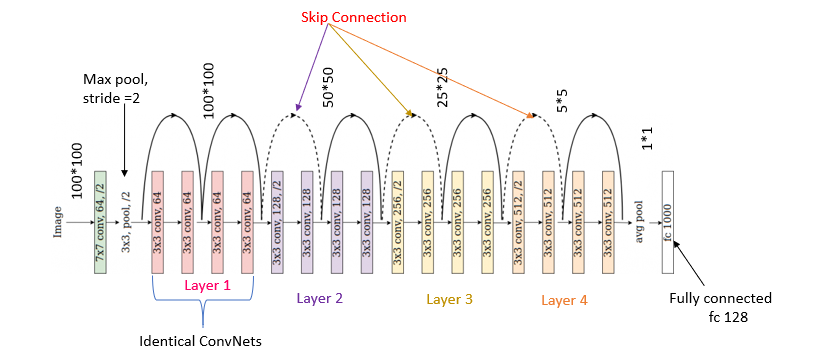 Skip Connection
Max pool,
stride =2
100*100
100*100
50*50
25*25
5*5
1*1
Image
7x7 conv, 64, /2
3x3, pool, /2
3x3 conv, 64
3x3 conv, 64
3x3 conv, 64
3x3 conv, 64
3x3 conv, 128, /2
3x3 conv, 128
3x3 conv, 128
3x3 conv, 128
3x3 conv, 256, /2
3x3 conv, 256
3x3 conv, 256
3x3 conv, 256
3x3 conv, 512, /2
3x3 conv, 512
3x3 conv, 512
3x3 conv, 512
avg pool
fc 1000
Layer 1
Layer 2
Layer 3
Layer 4
Fully connected
fc 128
Identical ConvNets